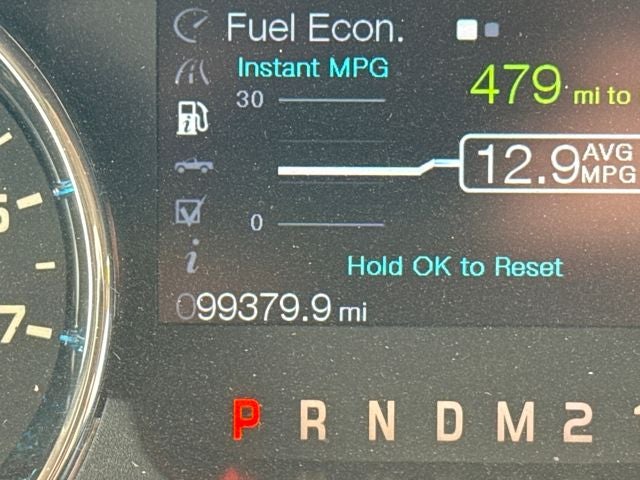 Fuel Econ.
Instant MPG
479 mi to
30
12.9 AVG MPG
0
Hold OK to Reset
099379.9 mi
7
P R N D M 2